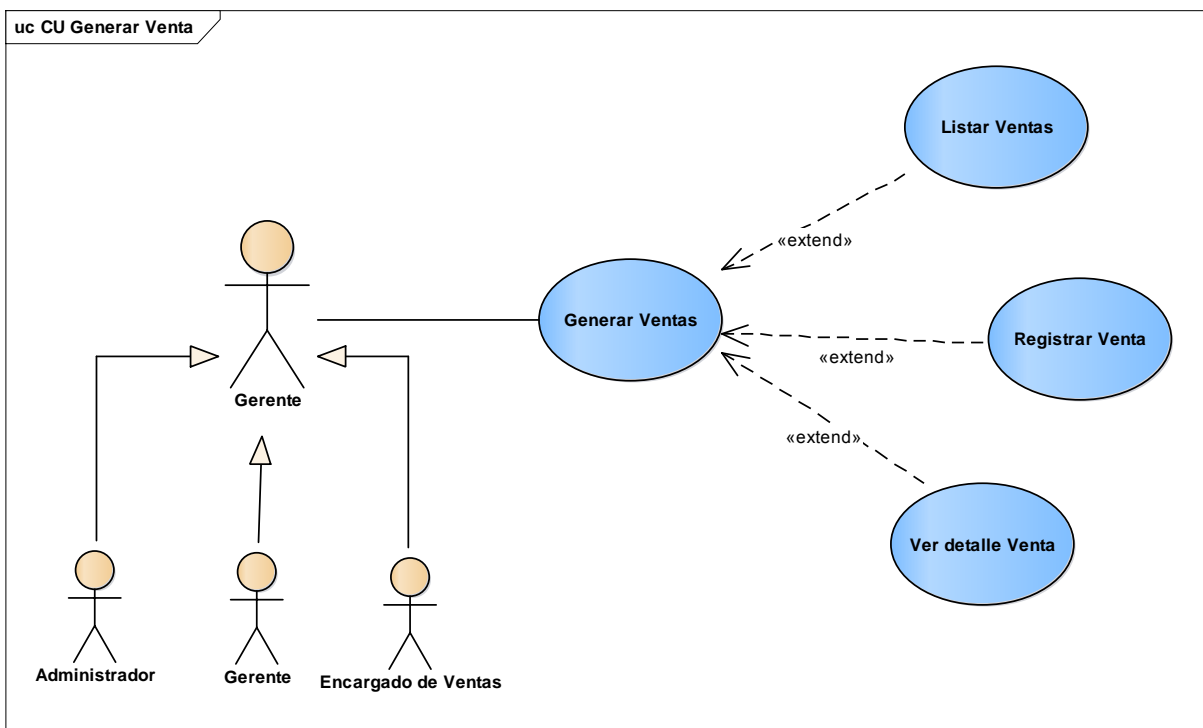 uc CU Generar Venta
Listar Ventas
«extend»
Generar Ventas
Registrar Venta
«extend»
Gerente
«extend»
Ver detalle Venta
Administrador
Gerente
Encargado de Ventas